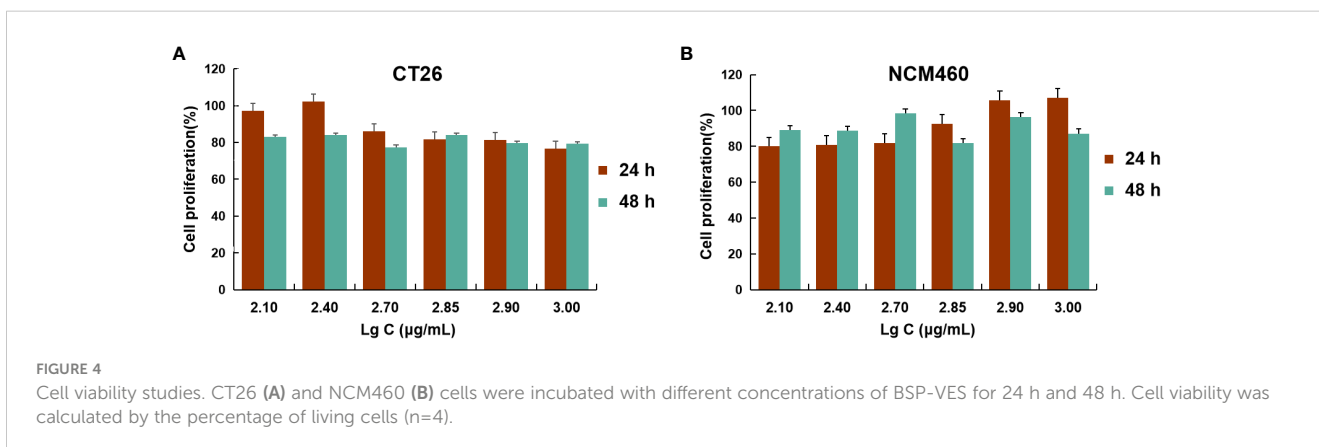 A
CT26
120
100
80
60
40
20
0
Cell proliferation(%)
2.10 2.40 2.70 2.85 2.90 3.00
Lg C (µg/mL)
24 h
48 h
B
NCM460
120
100
80
60
40
20
0
Cell proliferation(%)
2.10 2.40 2.70 2.85 2.90 3.00
Lg C (µg/mL)
24 h
48 h
FIGURE 4
Cell viability studies. CT26 (A) and NCM460 (B) cells were incubated with different concentrations of BSP-VES for 24 h and 48 h. Cell viability was
calculated by the percentage of living cells (n=4).